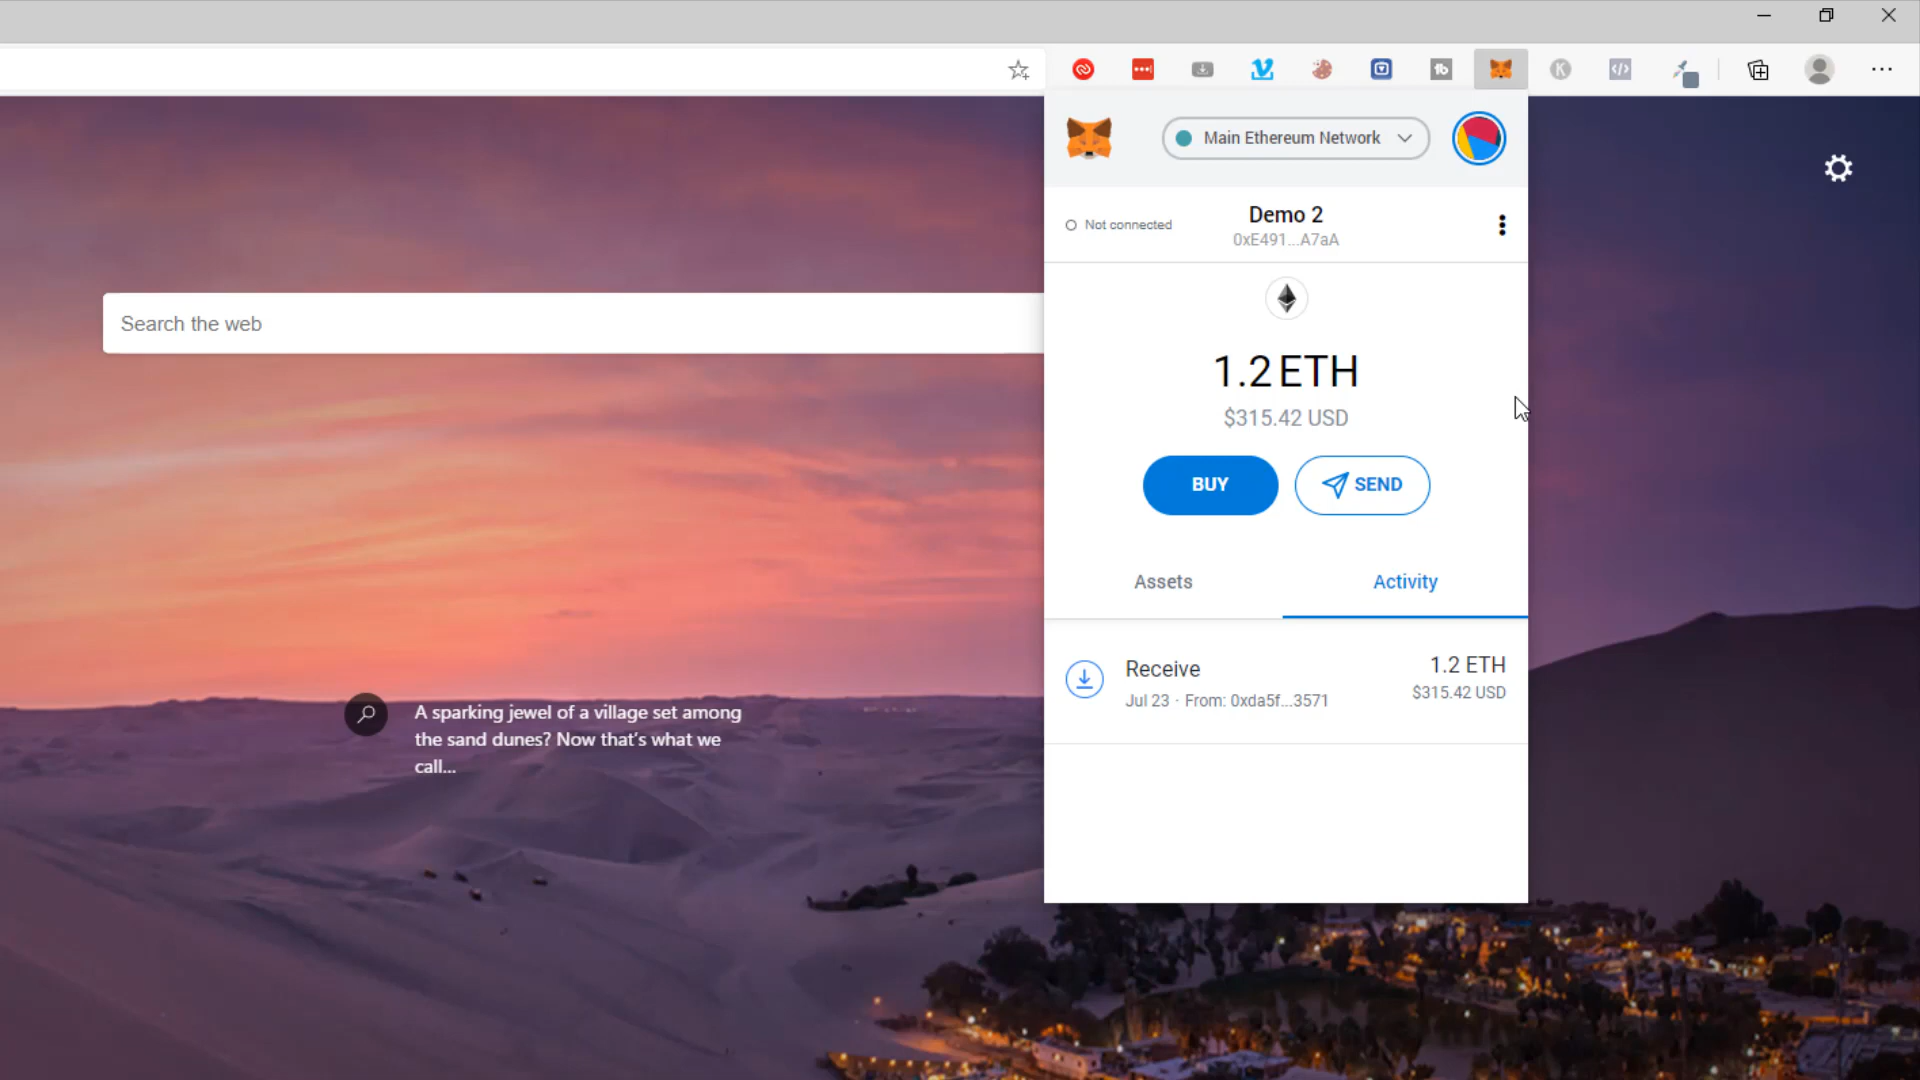 Main Ethereum Network
Not connected
Demo 2
0xE491...A7aA
Search the web
1.2 ETH
$315.42 USD
BUY
SEND
Assets
Activity
Receive
1.2 ETH
Jul 23 · From: 0xda5f...3571
$315.42 USD
A sparking jewel of a village set among
the sand dunes? Now that's what we
call...